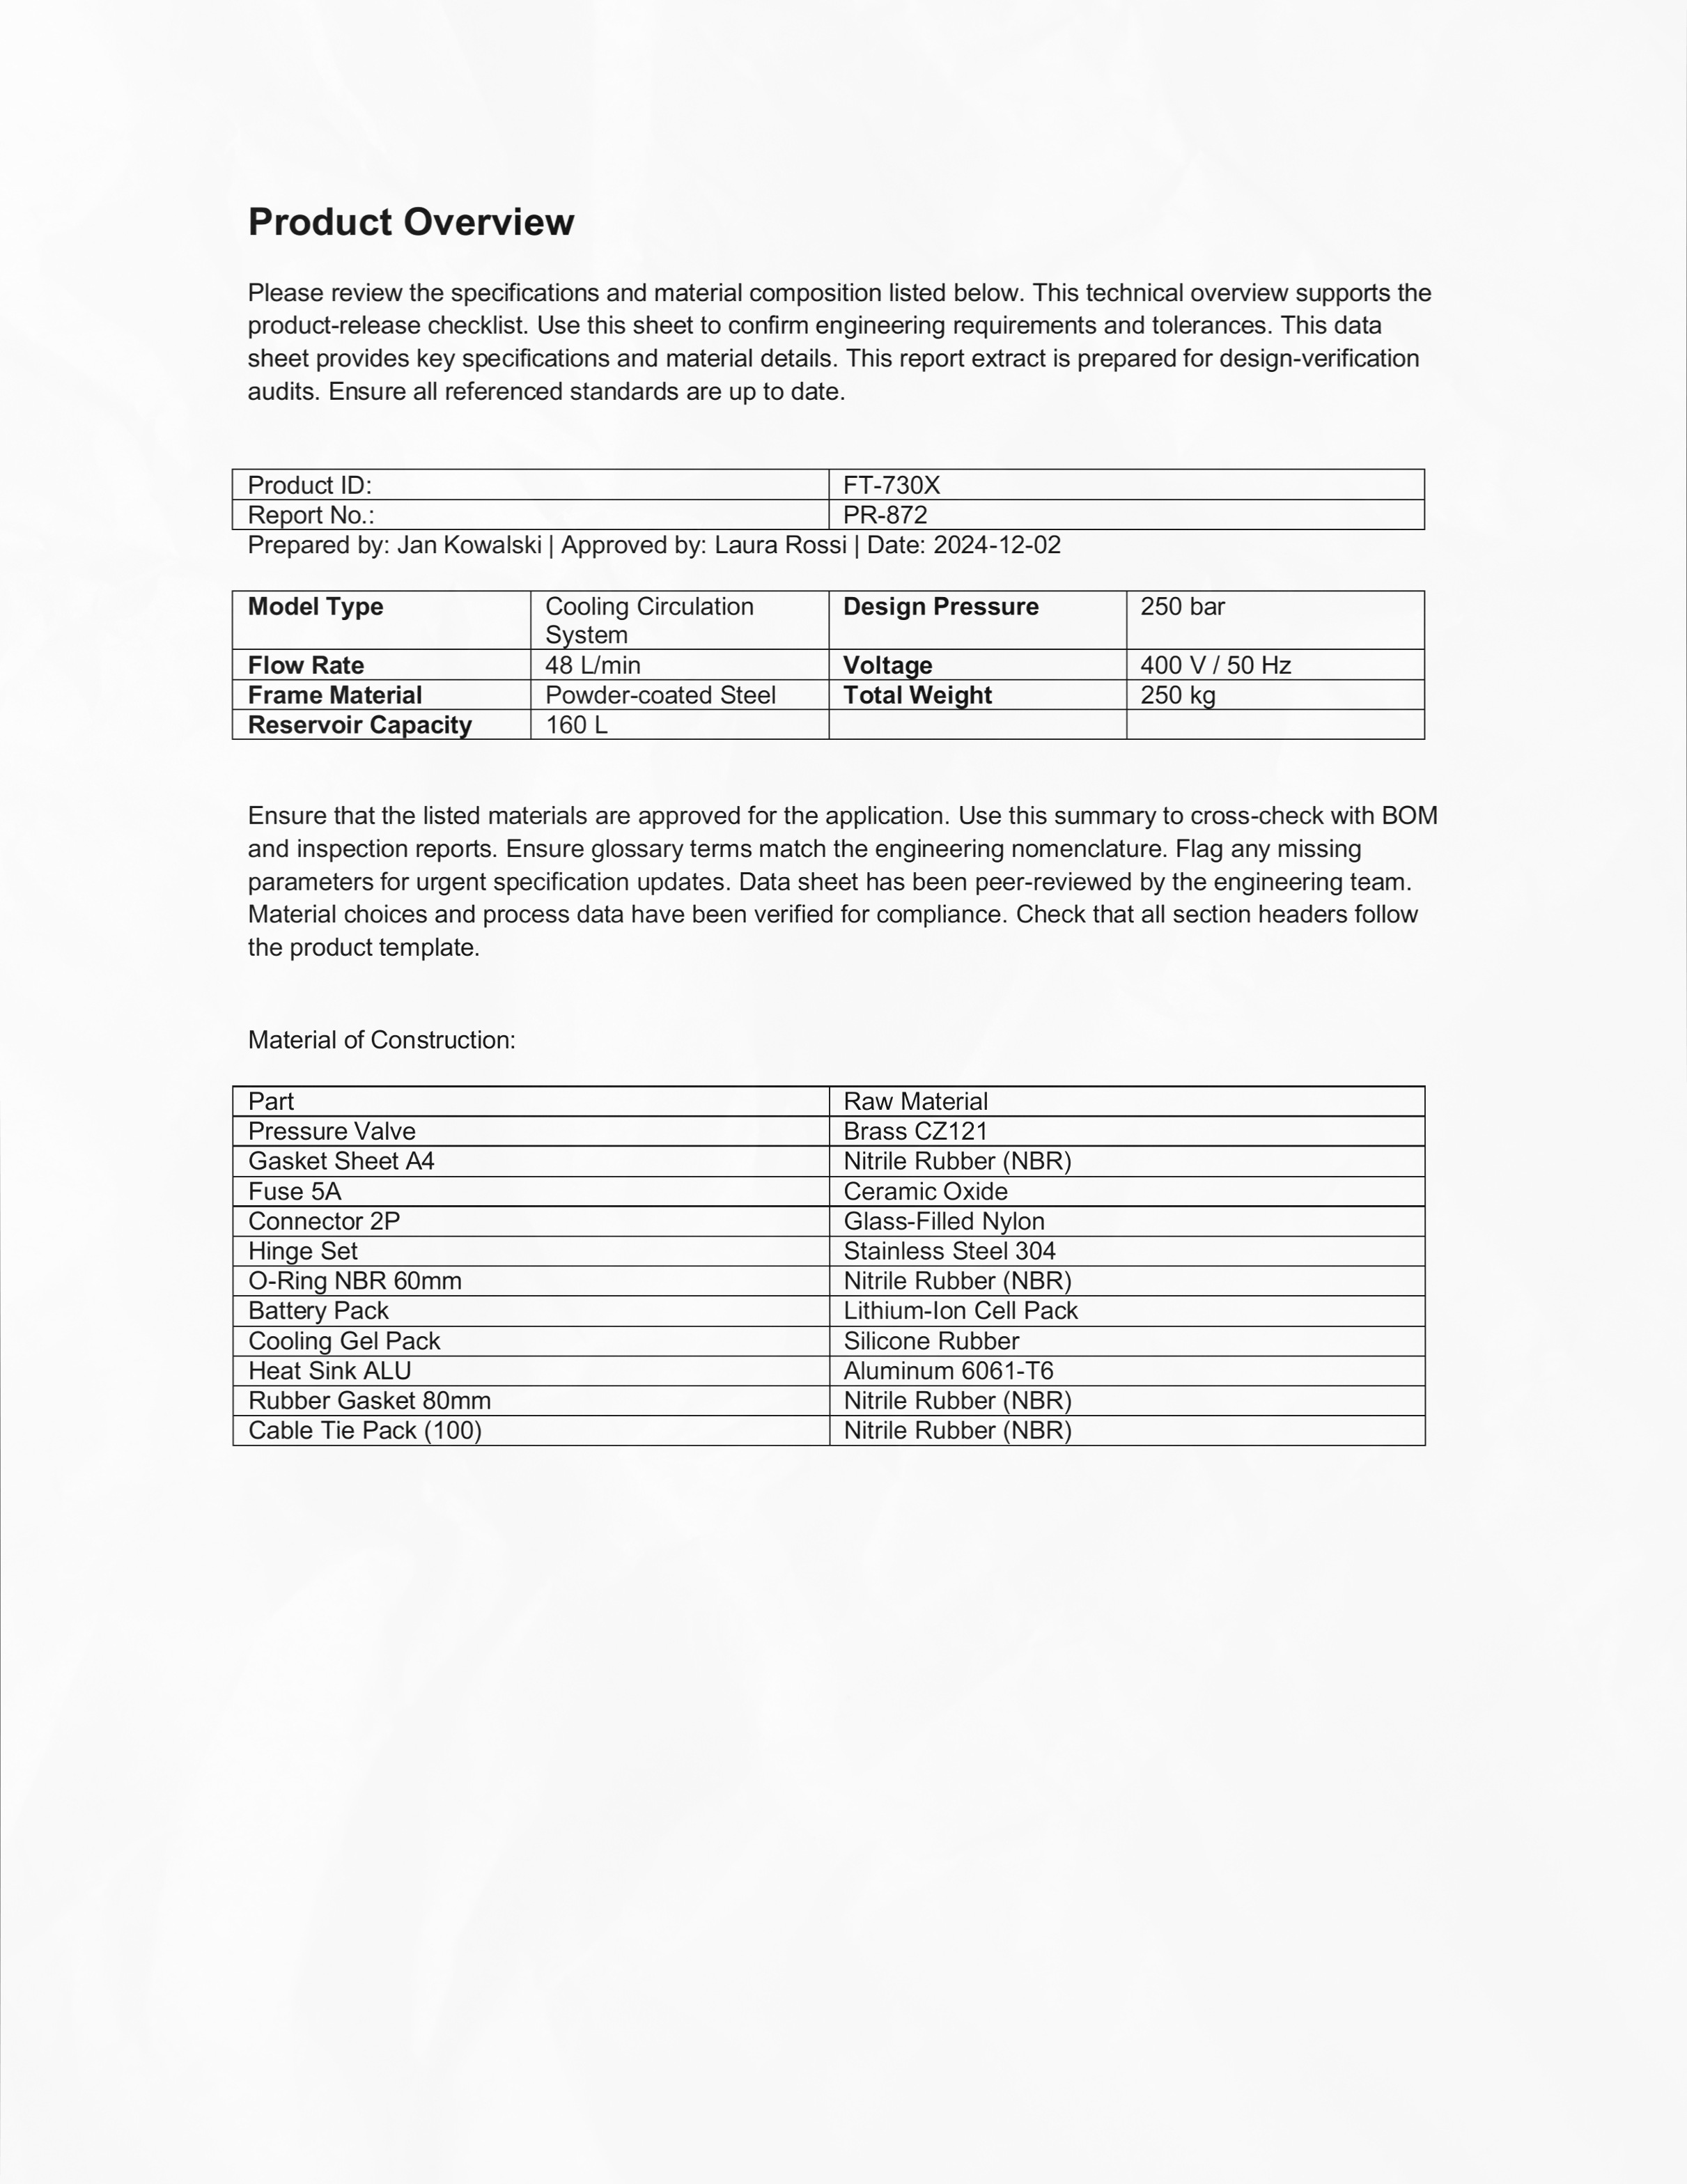 Product Overview
Please review the specifications and material composition listed below. This technical overview supports the
product-release checklist. Use this sheet to confirm engineering requirements and tolerances. This data
sheet provides key specifications and material details. This report extract is prepared for design-verification
audits. Ensure all referenced standards are up to date.
Product ID: FT-730X
Report No.: PR-872
Prepared by: Jan Kowalski | Approved by: Laura Rossi | Date: 2024-12-02
Model Type Cooling Circulation System Design Pressure 250 bar
Flow Rate 48 L/min Voltage 400 V / 50 Hz
Frame Material Powder-coated Steel Total Weight 250 kg
Reservoir Capacity 160 L
Ensure that the listed materials are approved for the application. Use this summary to cross-check with BOM
and inspection reports. Ensure glossary terms match the engineering nomenclature. Flag any missing
parameters for urgent specification updates. Data sheet has been peer-reviewed by the engineering team.
Material choices and process data have been verified for compliance. Check that all section headers follow
the product template.
Material of Construction:
Part Raw Material
Pressure Valve Brass CZ121
Gasket Sheet A4 Nitrile Rubber (NBR)
Fuse 5A Ceramic Oxide
Connector 2P Glass-Filled Nylon
Hinge Set Stainless Steel 304
O-Ring NBR 60mm Nitrile Rubber (NBR)
Battery Pack Lithium-Ion Cell Pack
Cooling Gel Pack Silicone Rubber
Heat Sink ALU Aluminum 6061-T6
Rubber Gasket 80mm Nitrile Rubber (NBR)
Cable Tie Pack (100) Nitrile Rubber (NBR)